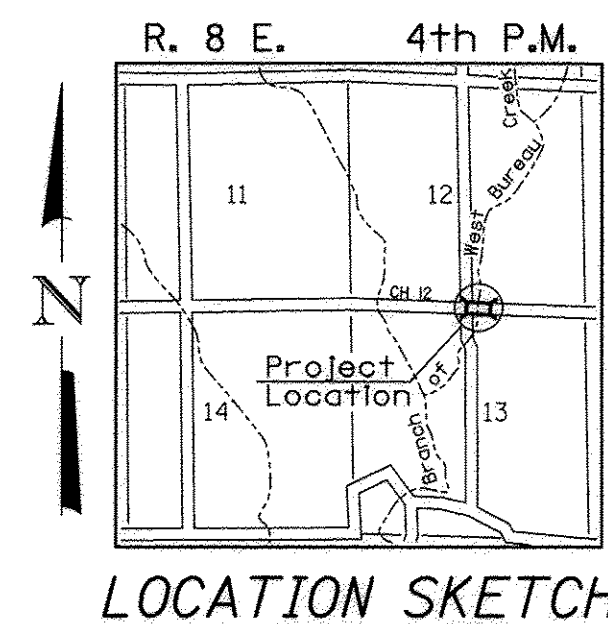 R. 8 E. 4th P.M.
Creek
Bureau
11
12
West
N
CH 12
Project
Location
of
14
13
Branch
LOCATION SKETCH